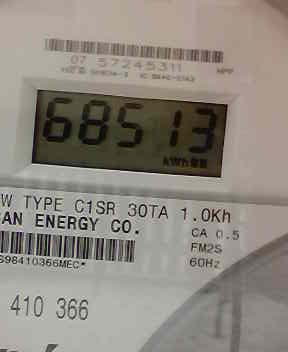 07 57245311
68513
kWh
W TYPE C1SR 30TA 1.0Kh
AN ENERGY CO.
CA 0.5
FM2S
60Hz
S98410366MEC*
410 366